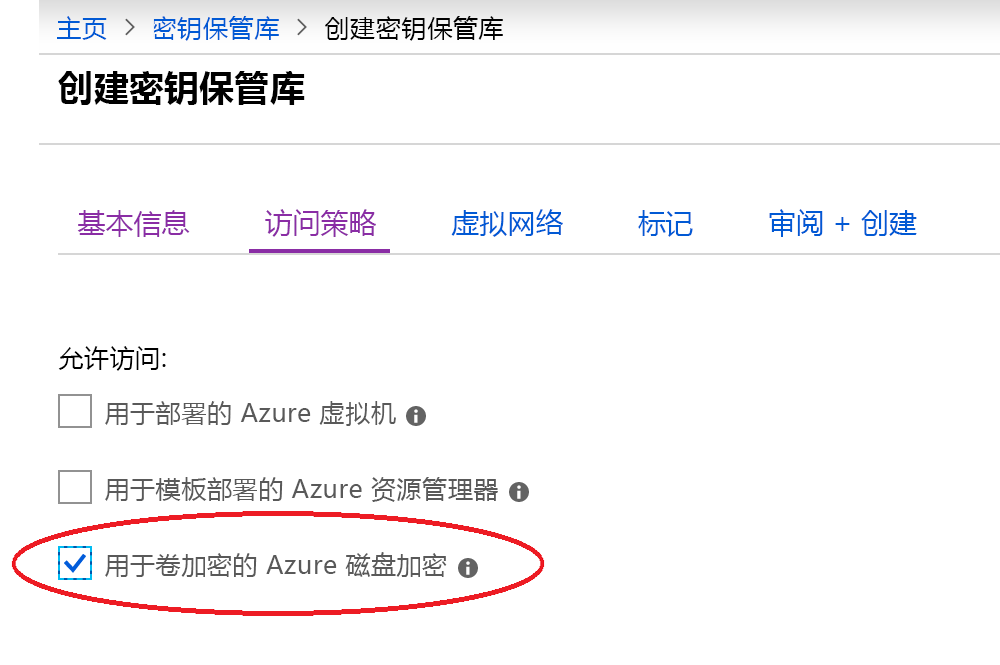 主页 > 密钥保管库 > 创建密钥保管库
创建密钥保管库
基本信息 访问策略 虚拟网络 标记 审阅 + 创建
允许访问:
用于部署的 Azure 虚拟机
用于模板部署的 Azure 资源管理器
用于卷加密的 Azure 磁盘加密